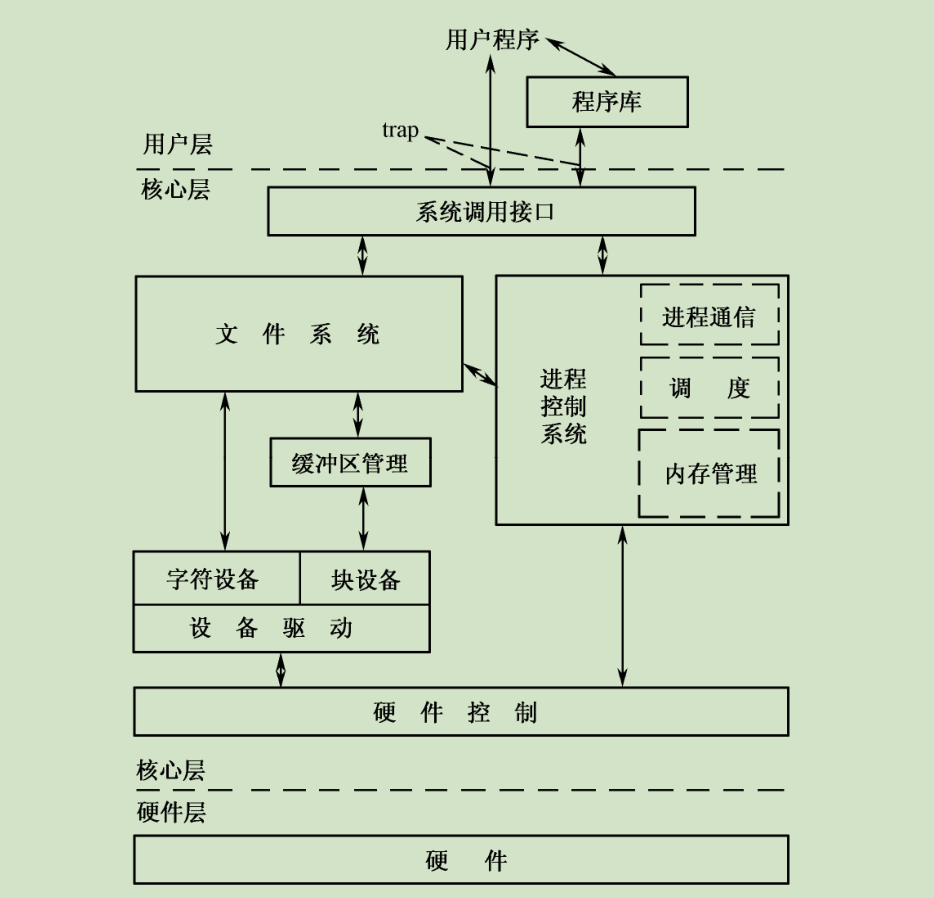 用户程序
程序库
trap
用户层
核心层
系统调用接口
文件系统
进程通信
进程
控制
系统
调度
内存管理
缓冲区管理
字符设备
块设备
设备驱动
硬件控制
核心层
硬件层
硬件